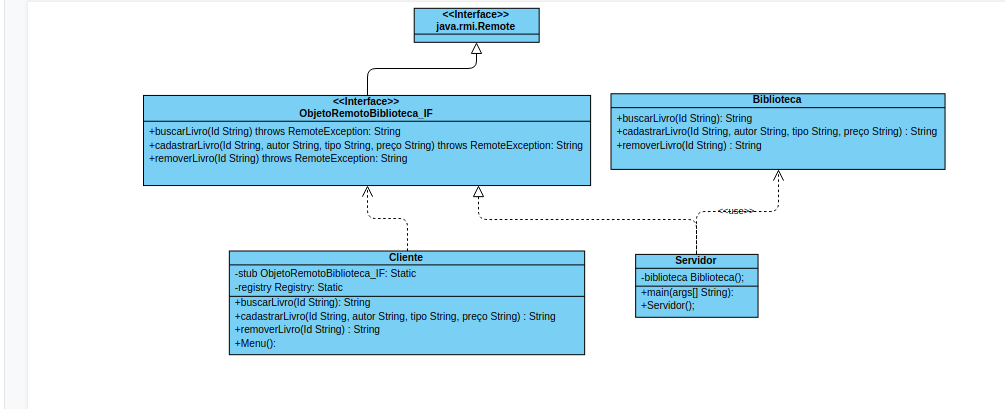 <<Interface>>
java.rmi.Remote
<<Interface>>
ObjetoRemotoBiblioteca_IF
+buscarLivro(Id String) throws RemoteException: String
+cadastrarLivro(Id String, autor String, tipo String, preço String) throws RemoteException: String
+removerLivro(Id String) throws RemoteException: String
Biblioteca
+buscarLivro(Id String): String
+cadastrarLivro(Id String, autor String, tipo String, preço String) : String
+removerLivro(Id String) : String
<<use>>
Cliente
-stub ObjetoRemotoBiblioteca_IF: Static
-registry Registry: Static
+buscarLivro(Id String): String
+cadastrarLivro(Id String, autor String, tipo String, preço String) : String
+removerLivro(Id String) : String
+Menu():
Servidor
-biblioteca Biblioteca();
+main(args[] String):
+Servidor();